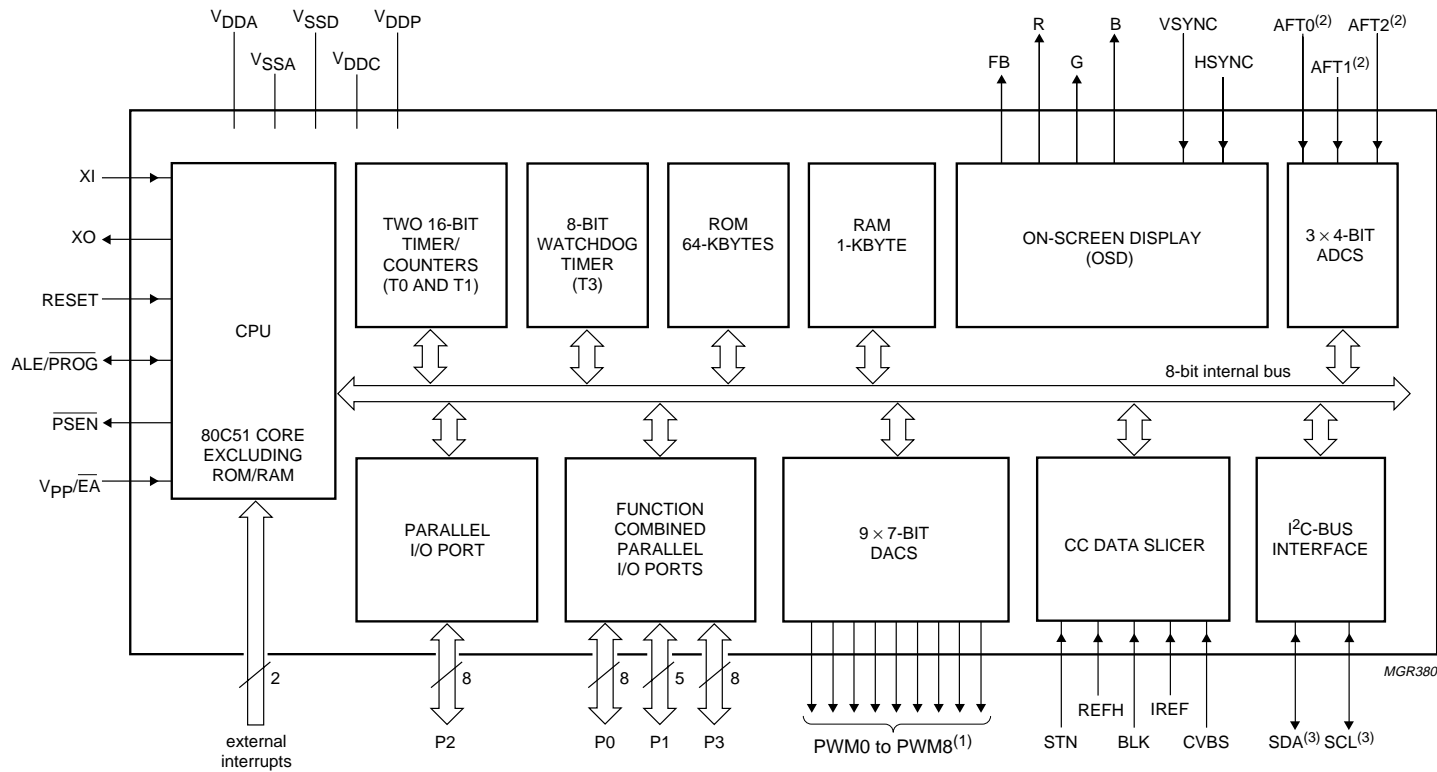 VDDA VSSD VDDP
VSSA VDDC
R B VSYNC AFT0(2) AFT2(2)
FB G HSYNC AFT1(2)
XI
XO
RESET
ALE/PROG
PSEN
VPP/EA
CPU
80C51 CORE
EXCLUDING
ROM/RAM
TWO 16-BIT
TIMER/
COUNTERS
(T0 AND T1)
8-BIT
WATCHDOG
TIMER
(T3)
ROM
64-KBYTES
RAM
1-KBYTE
ON-SCREEN DISPLAY
(OSD)
3 × 4-BIT
ADCS
8-bit internal bus
PARALLEL
I/O PORT
FUNCTION
COMBINED
PARALLEL
I/O PORTS
9 × 7-BIT
DACS
CC DATA SLICER
I2C-BUS
INTERFACE
2 8 8 5 8
MGR380
external
interrupts
P2
P0 P1 P3
PWM0 to PWM8(1)
REFH IREF
STN BLK CVBS
SDA(3) SCL(3)